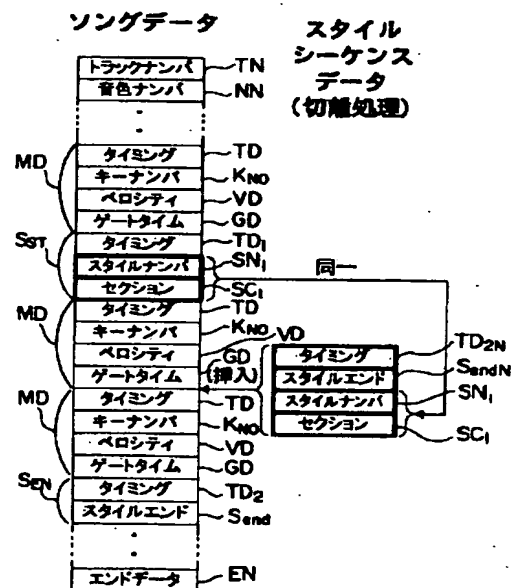 ソングデータ
スタイル
シーケンス
データ
(切離処理)
トラックナンバ TN
音色ナンバ NN
MD
タイミング TD
キーナンバ KNO
ベロシティ VD
ゲートタイム GD
SST
タイミング TD1
スタイルナンバ SN1
セクション SC1
同一
MD
タイミング TD
キーナンバ KNO
ベロシティ VD
ゲートタイム GD
(挿入)
タイミング TD2N
スタイルエンド SendN
スタイルナンバ SN1
セクション SC1
MD
タイミング TD
キーナンバ KNO
ベロシティ VD
ゲートタイム GD
SEN
タイミング TD2
スタイルエンド Send
エンドデータ EN